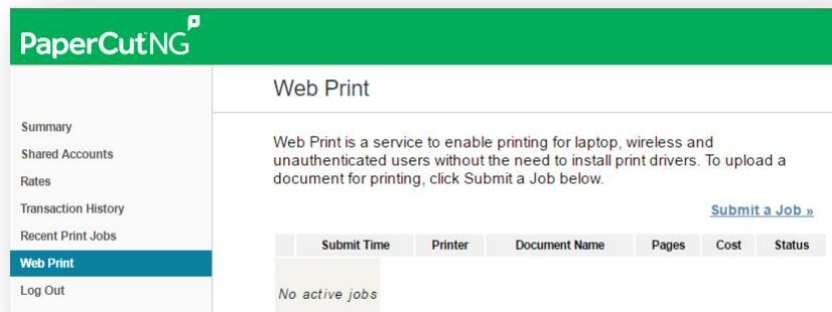 PaperCut NG
Web Print
Summary
Shared Accounts
Rates
Transaction History
Recent Print Jobs
Web Print
Log Out
Web Print is a service to enable printing for laptop, wireless and
unauthenticated users without the need to install print drivers. To upload a
document for printing, click Submit a Job below.
Submit a Job »
Submit Time Printer Document Name Pages Cost Status
No active jobs